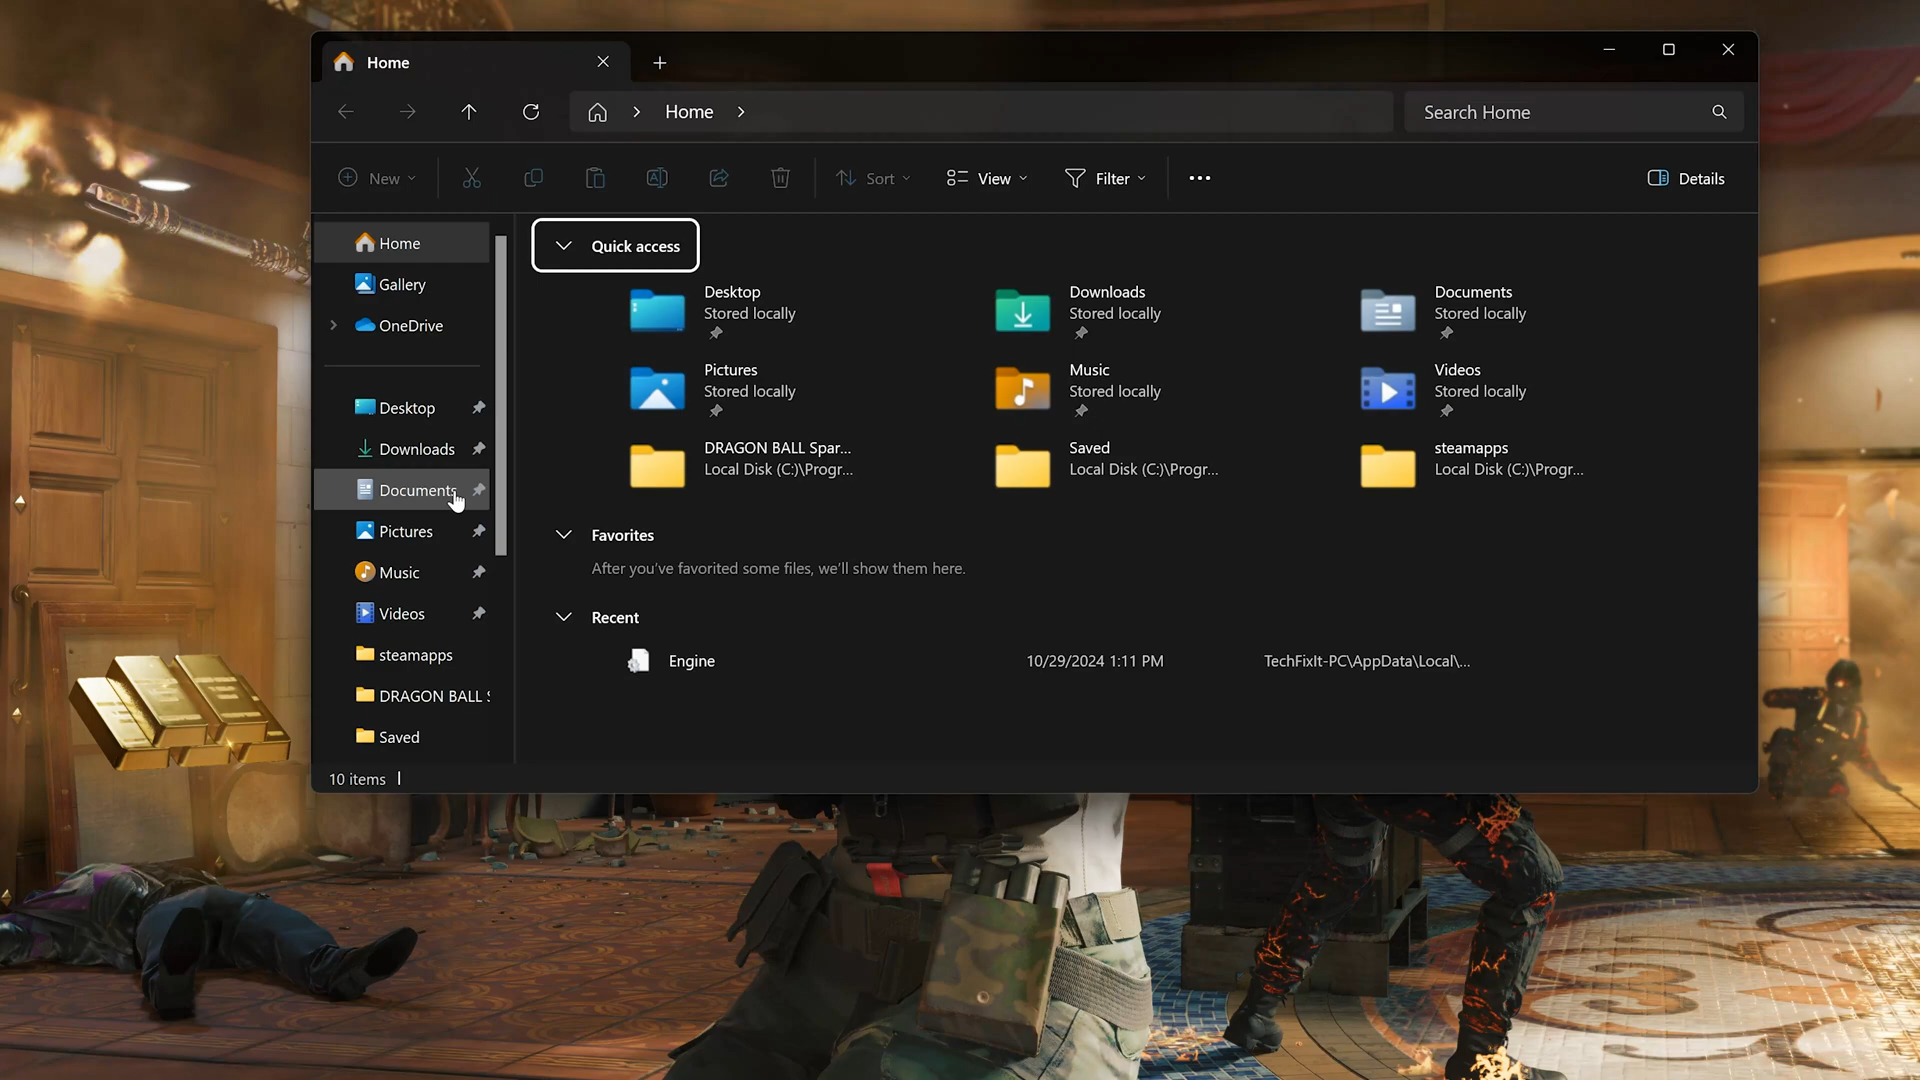 Home
Home
Search Home
New
Sort
View
Filter
Details
Home
Gallery
OneDrive
Desktop
Downloads
Documents
Pictures
Music
Videos
steamapps
DRAGON BALL S
Saved
Quick access
Desktop
Stored locally
Downloads
Stored locally
Documents
Stored locally
Pictures
Stored locally
Music
Stored locally
Videos
Stored locally
DRAGON BALL Spar...
Local Disk (C:)\Progr...
Saved
Local Disk (C:)\Progr...
steamapps
Local Disk (C:)\Progr...
Favorites
After you've favorited some files, we'll show them here.
Recent
Engine 10/29/2024 1:11 PM TechFixIt-PC\AppData\Local\...
10 items